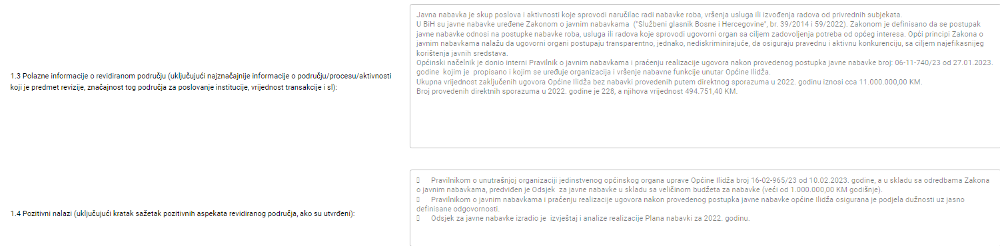 1.3 Polazne informacije o revidiranom području (uključujući najznačajnije informacije o području/procesu/aktivnosti
koji je predmet revizije, značajnost tog područja za poslovanje institucije, vrijednost transakcije i sl):
Javna nabavka je skup poslova i aktivnosti koje sprovodi naručilac radi nabavke roba, vršenja usluga ili izvođenja radova od privrednih subjekata.
U BiH su javne nabavke uređene Zakonom o javnim nabavkama  ("Službeni glasnik Bosne i Hercegovine", br. 39/2014 i 59/2022). Zakonom je definisano da se postupak
javne nabavke odnosi na postupke nabavke roba, usluga ili radova koje sprovodi ugovorni organ sa ciljem zadovoljenja potreba od općeg interesa. Opći principi Zakona o
javnim nabavkama nalažu da ugovorni organi postupaju transparentno, jednako, nediskriminirajuće, da osiguraju pravednu i aktivnu konkurenciju, sa ciljem najefikasnijeg
korištenja javnih sredstava.
Općinski načelnik je donio interni Pravilnik o javnim nabavkama i praćenju realizacije ugovora nakon provedenog postupka javne nabavke broj: 06-11-740/23 od 27.01.2023.
godine  kojim je  propisano i kojim se uređuje organizacija i vršenje nabavne funkcije unutar Općine Ilidža.
Ukupna vrijednost zaključenih ugovora Općine Ilidža bez nabavki provedenih putem direktnog sporazuma u 2022. godinu iznosi cca 11.000.000,00 KM.
Broj provedenih direktnih sporazuma u 2022. godine je 228, a njihova vrijednost 494.751,40 KM.
1.4 Pozitivni nalazi (uključujući kratak sažetak pozitivnih aspekata revidiranog područja, ako su utvrđeni):
Pravilnikom o unutrašnjoj organizaciji jedinstvenog općinskog organa uprave Općine Ilidža broj 16-02-965/23 od 10.02.2023. godine, a u skladu sa odredbama Zakona
o javnim nabavkama, predviđen je Odsjek  za javne nabavke u skladu sa veličinom budžeta za nabavke (veći od 1.000.000,00 KM godišnje).
Pravilnikom o javnim nabavkama i praćenju realizacije ugovora nakon provedenog postupka javne nabavke općine Ilidža osigurana je podjela dužnosti uz jasno
definisane odgovornosti.
Odsjek za javne nabavke izradio je  izvještaj i analize realizacije Plana nabavki za 2022. godinu.